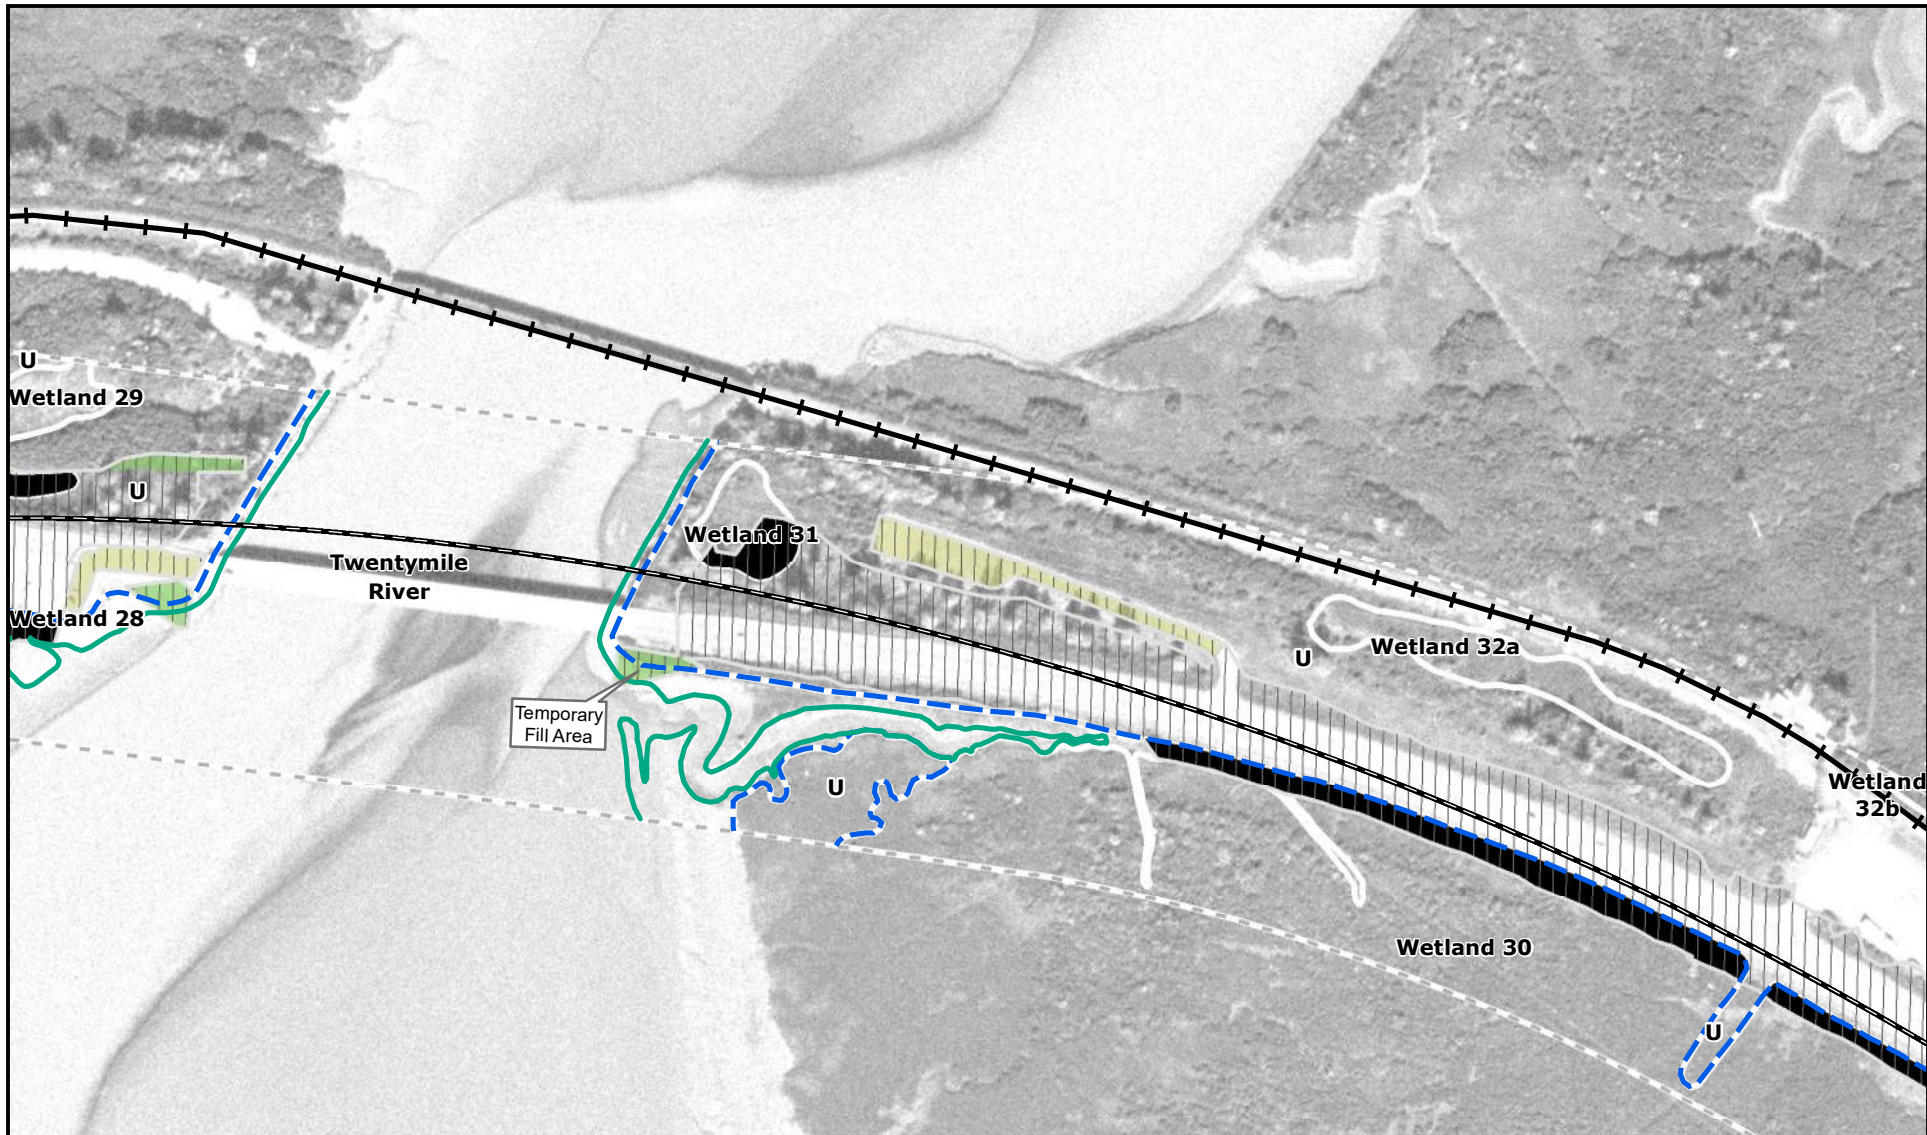 U
Wetland 29
U
Wetland 31
Twentymile
River
Wetland 28
U
Wetland 32a
Temporary
Fill Area
U
Wetland
32b
Wetland 30
U